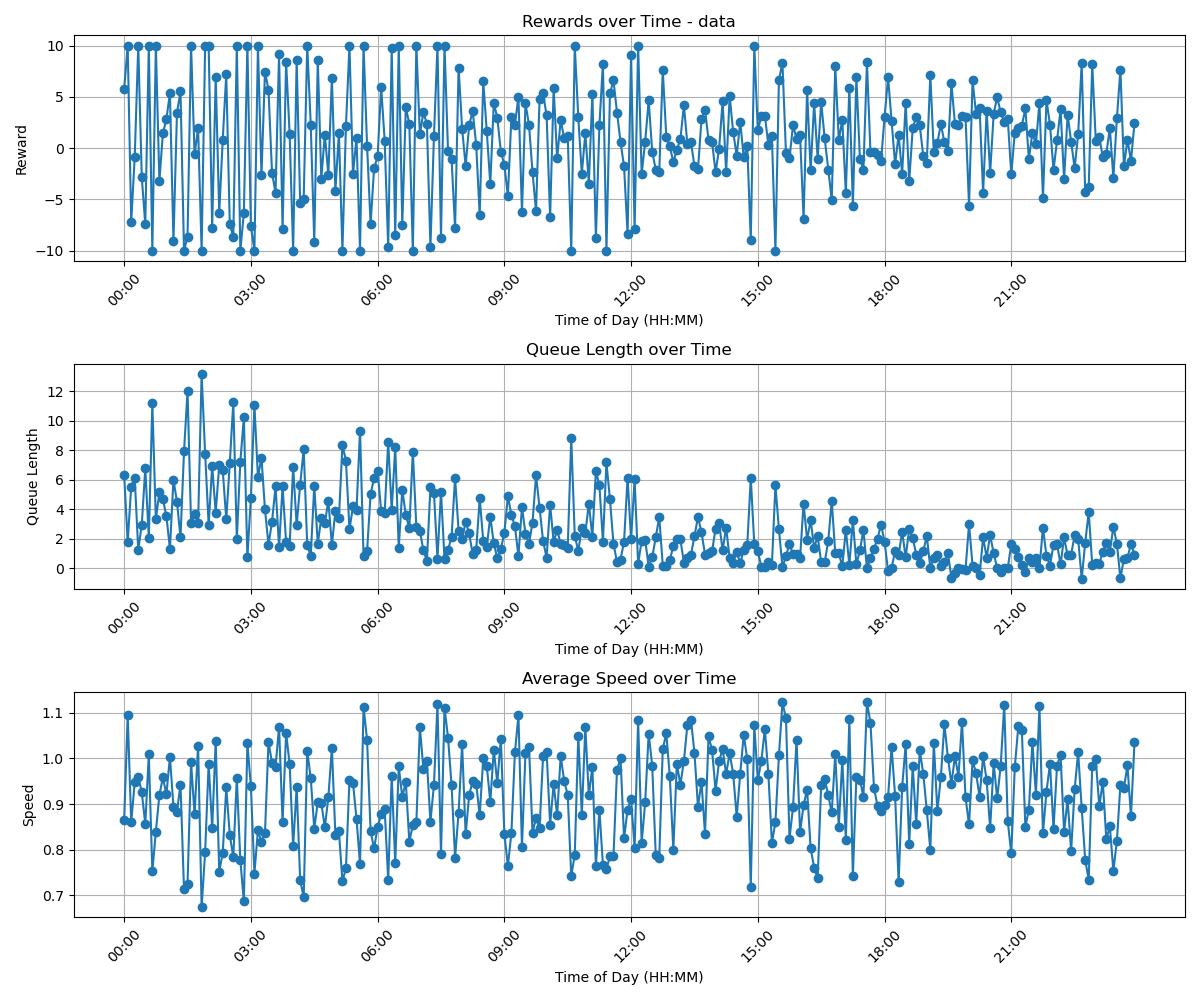 Rewards over Time - data
10
5
0
−5
−10
Reward
00:00 03:00 06:00 09:00 12:00 15:00 18:00 21:00
Time of Day (HH:MM)
Queue Length over Time
12
10
8
6
4
2
0
Queue Length
00:00 03:00 06:00 09:00 12:00 15:00 18:00 21:00
Time of Day (HH:MM)
Average Speed over Time
1.1
1.0
0.9
0.8
0.7
Speed
00:00 03:00 06:00 09:00 12:00 15:00 18:00 21:00
Time of Day (HH:MM)